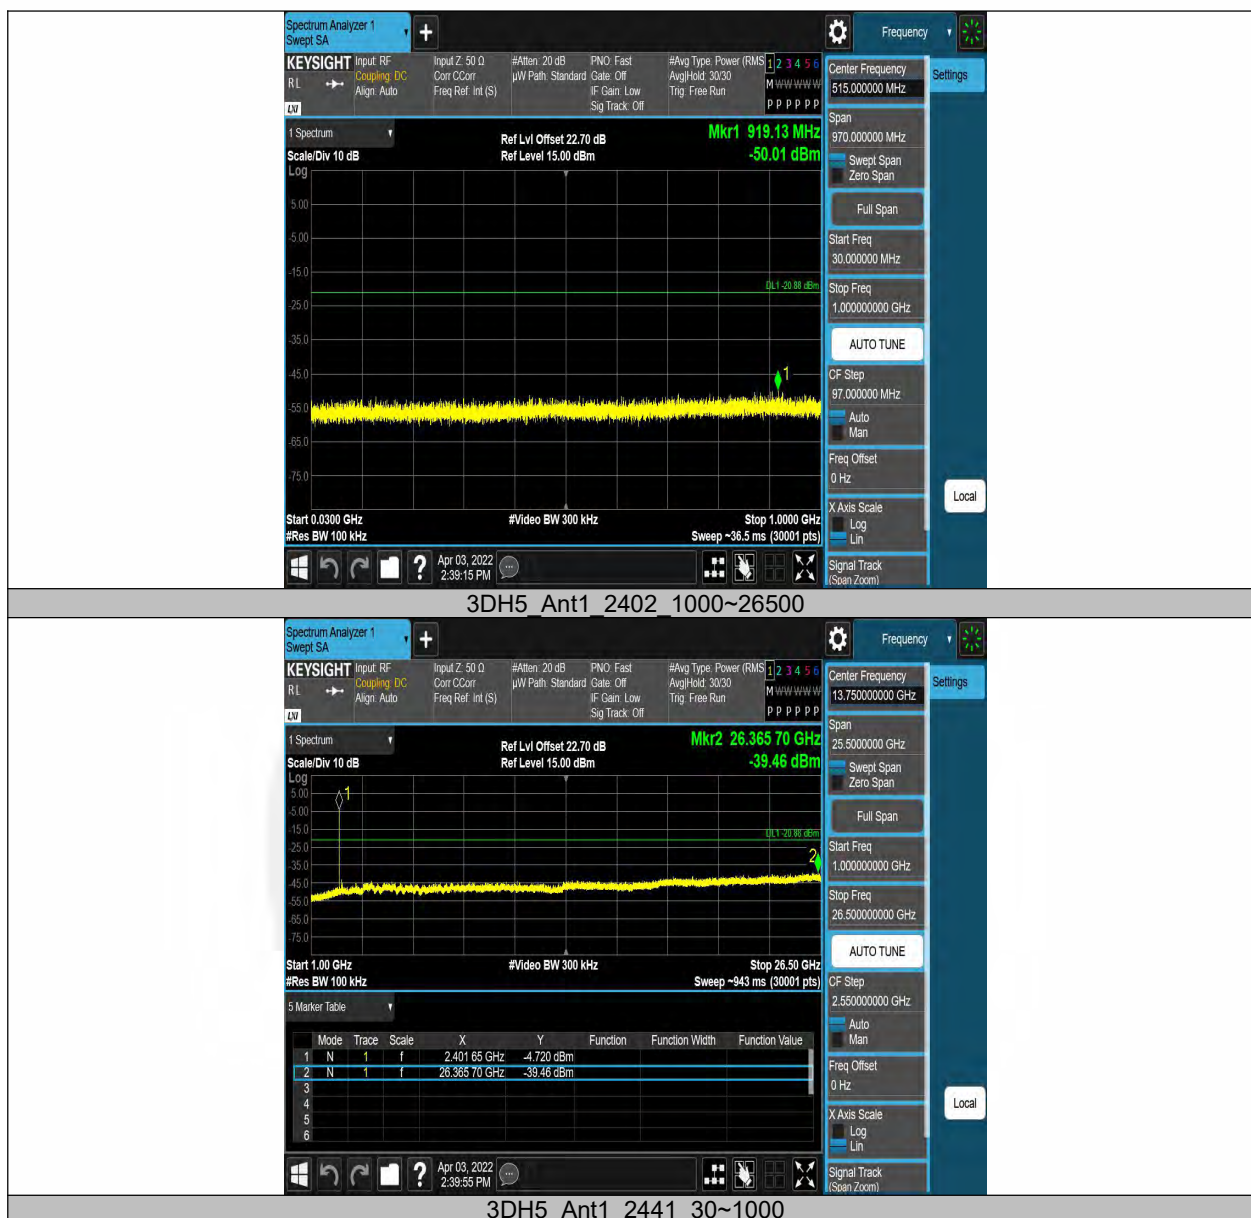 Spectrum Analyzer 1
Swept SA
Frequency
KEYSIGHT
RL
LXI
Input: RF
Coupling: DC
Align: Auto
Input Z: 50 Ω
Corr CCorr
Freq Ref: Int (S)
#Atten: 20 dB
µW Path: Standard
PNO: Fast
Gate: Off
IF Gain: Low
Sig Track: Off
#Avg Type: Power (RMS
Avg|Hold: 30/30
Trig: Free Run
1 2 3 4 5 6
M W W W W W
P P P P P P
Center Frequency
515.000000 MHz
Settings
1 Spectrum
Scale/Div 10 dB
Ref Lvl Offset 22.70 dB
Ref Level 15.00 dBm
Mkr1 919.13 MHz
-50.01 dBm
Log
5.00
-5.00
-15.0
-25.0
-35.0
-45.0
-55.0
-65.0
-75.0
DL1 -20.88 dBm
1
Start 0.0300 GHz
#Res BW 100 kHz
#Video BW 300 kHz
Stop 1.0000 GHz
Sweep ~36.5 ms (30001 pts)
Span
970.000000 MHz
Swept Span
Zero Span
Full Span
Start Freq
30.000000 MHz
Stop Freq
1.000000000 GHz
AUTO TUNE
CF Step
97.000000 MHz
Auto
Man
Freq Offset
0 Hz
X Axis Scale
Log
Lin
Signal Track
(Span Zoom)
Local
Apr 03, 2022
2:39:15 PM
3DH5_Ant1_2402_1000~26500
Spectrum Analyzer 1
Swept SA
Frequency
KEYSIGHT
RL
LXI
Input: RF
Coupling: DC
Align: Auto
Input Z: 50 Ω
Corr CCorr
Freq Ref: Int (S)
#Atten: 20 dB
µW Path: Standard
PNO: Fast
Gate: Off
IF Gain: Low
Sig Track: Off
#Avg Type: Power (RMS
Avg|Hold: 30/30
Trig: Free Run
1 2 3 4 5 6
M W W W W W
P P P P P P
Center Frequency
13.750000000 GHz
Settings
1 Spectrum
Scale/Div 10 dB
Ref Lvl Offset 22.70 dB
Ref Level 15.00 dBm
Mkr2 26.365 70 GHz
-39.46 dBm
Log
5.00
-5.00
-15.0
-25.0
-35.0
-45.0
-55.0
-65.0
-75.0
1
DL1 -20.88 dBm
2
Start 1.00 GHz
#Res BW 100 kHz
#Video BW 300 kHz
Stop 26.50 GHz
Sweep ~943 ms (30001 pts)
5 Marker Table
Mode Trace Scale X Y Function Function Width Function Value
1 N 1 f 2.401 65 GHz -4.720 dBm
2 N 1 f 26.365 70 GHz -39.46 dBm
3
4
5
6
Span
25.5000000 GHz
Swept Span
Zero Span
Full Span
Start Freq
1.000000000 GHz
Stop Freq
26.500000000 GHz
AUTO TUNE
CF Step
2.550000000 GHz
Auto
Man
Freq Offset
0 Hz
X Axis Scale
Log
Lin
Signal Track
(Span Zoom)
Local
Apr 03, 2022
2:39:55 PM
3DH5_Ant1_2441_30~1000